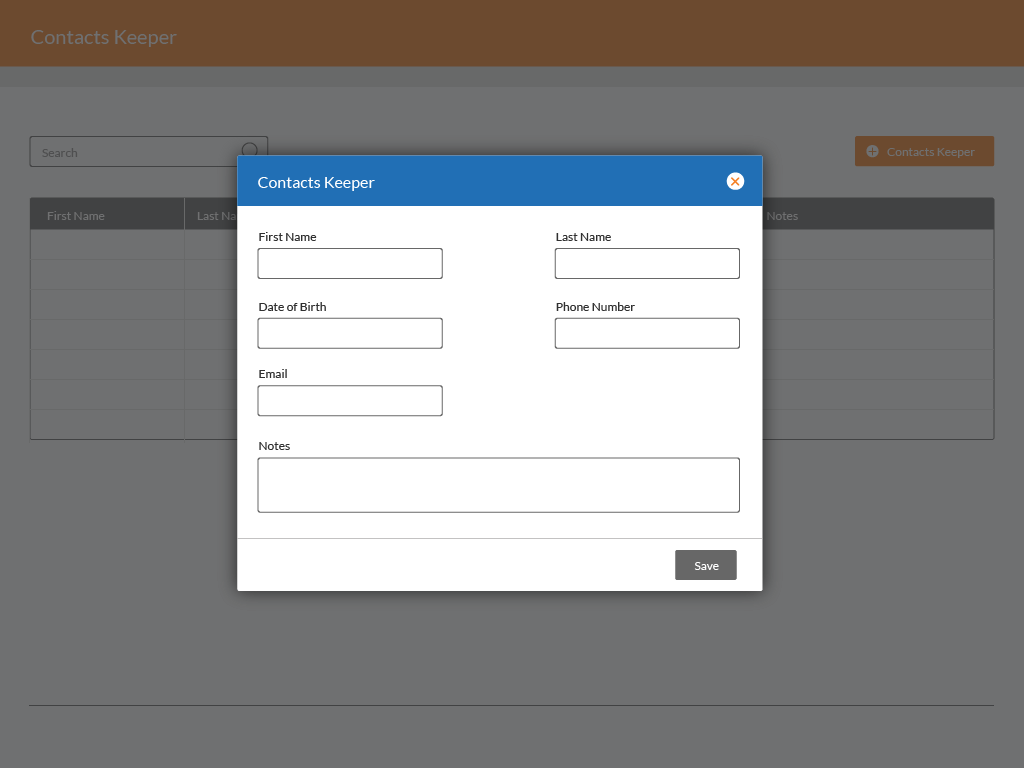 Contacts Keeper
Search
Contacts Keeper
First Name
Last Na
Notes
Contacts Keeper
First Name
Last Name
Date of Birth
Phone Number
Email
Notes
Save